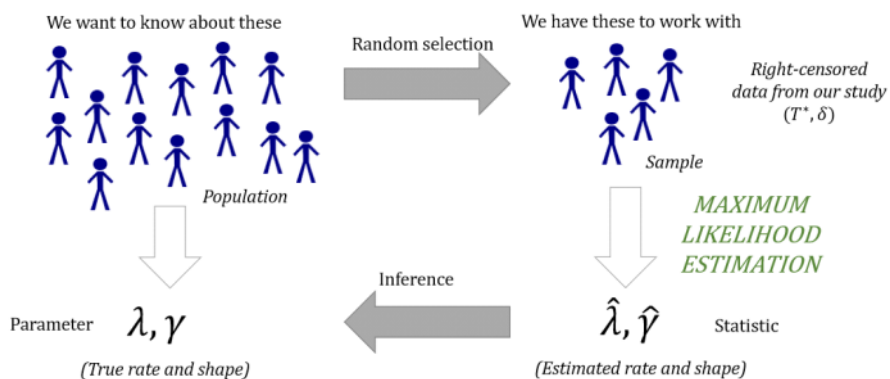 We want to know about these
We have these to work with
Random selection
Right-censored
data from our study
(T*, δ)
Population
Sample
MAXIMUM
LIKELIHOOD
ESTIMATION
Inference
Parameter λ, γ
λ̂, γ̂ Statistic
(True rate and shape)
(Estimated rate and shape)